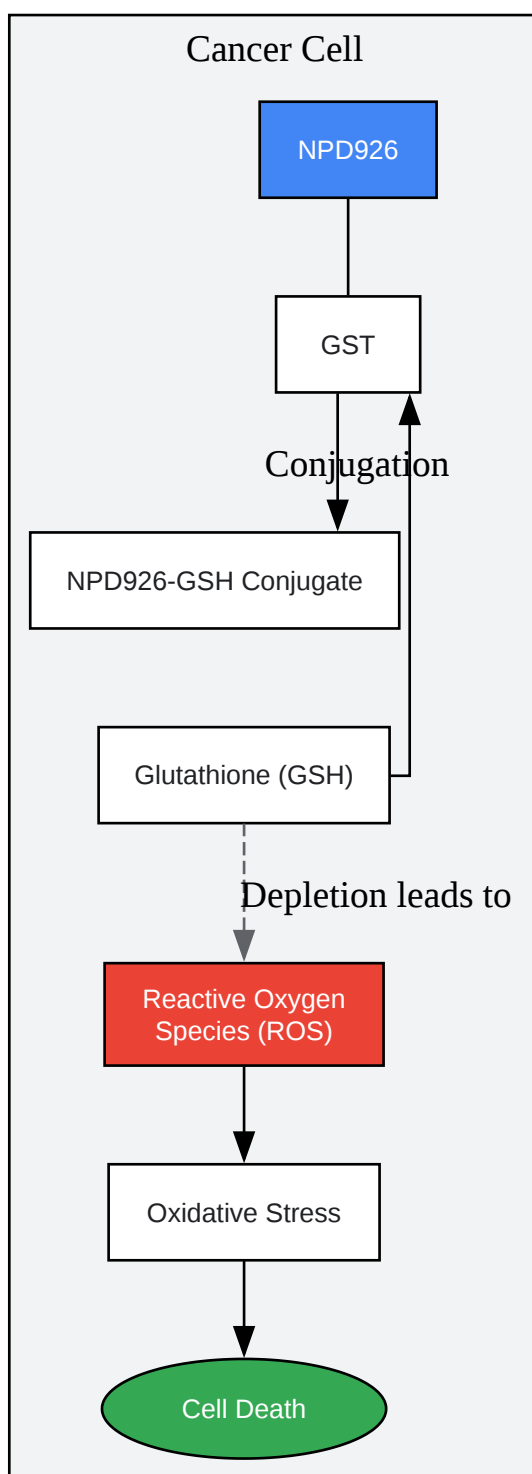 Cancer Cell
NPD926
GST
Conjugation
NPD926-GSH Conjugate
Glutathione (GSH)
Depletion leads to
Reactive Oxygen
Species (ROS)
Oxidative Stress
Cell Death